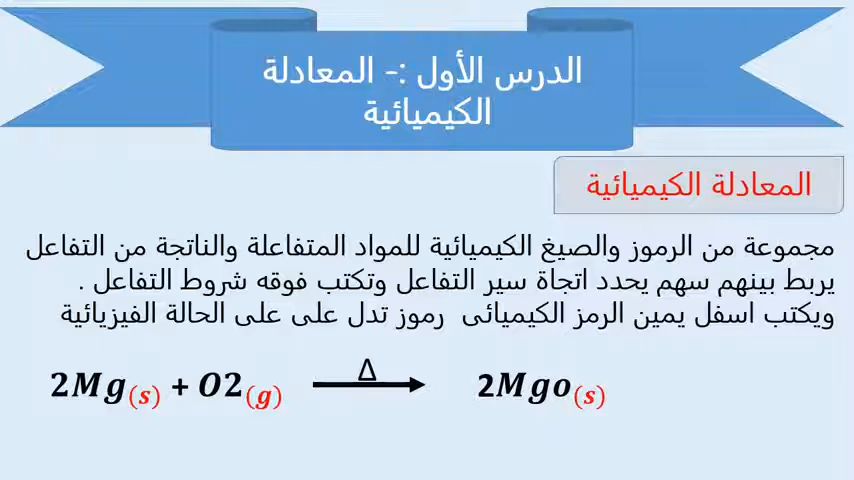 الدرس الأول :- المعادلة
الكيميائية
المعادلة الكيميائية
مجموعة من الرموز والصيغ الكيميائية للمواد المتفاعلة والناتجة من التفاعل
يربط بينهم سهم يحدد اتجاة سير التفاعل وتكتب فوقه شروط التفاعل .
ويكتب اسفل يمين الرمز الكيميائى رموز تدل على على الحالة الفيزيائية
Δ
2Mg(s) + O2(g) ⟶ 2Mgo(s)